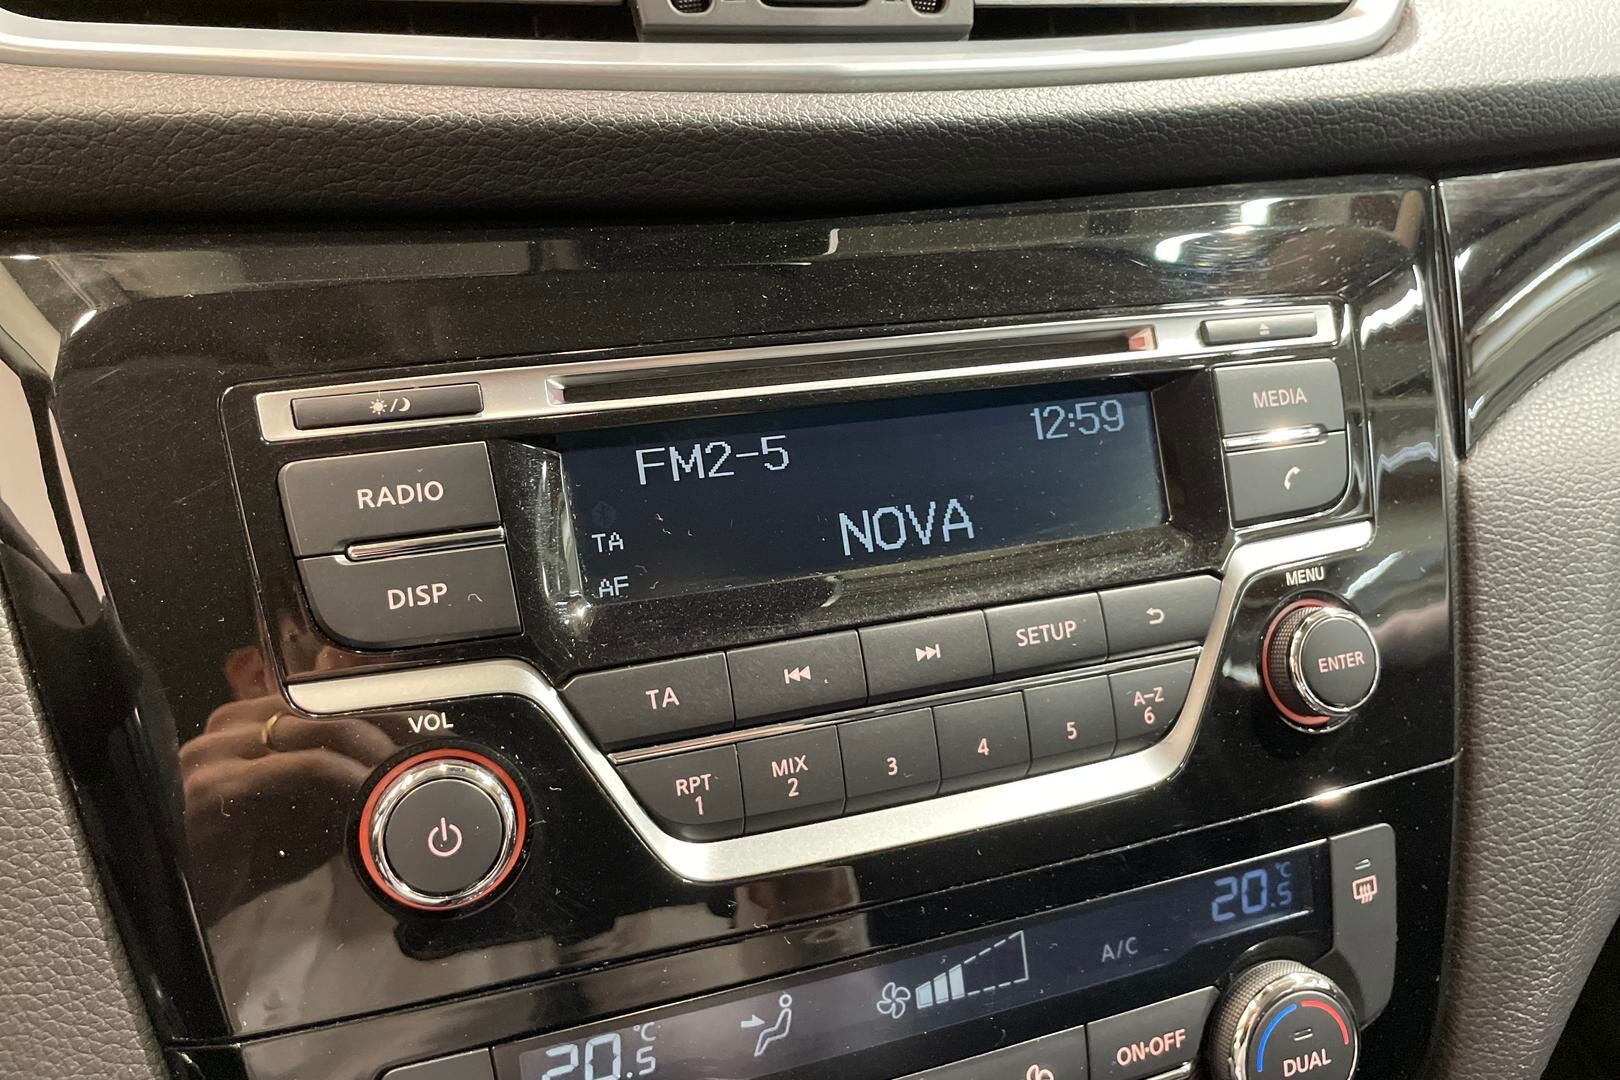 12:59
FM2-5
MEDIA
RADIO
NOVA
TA
AF
DISP
MENU
SETUP
ENTER
TA
VOL
A-Z
RPT
1
MIX
2
3
4
5
6
20.5°C
A/C
20.5°C
ON·OFF
DUAL